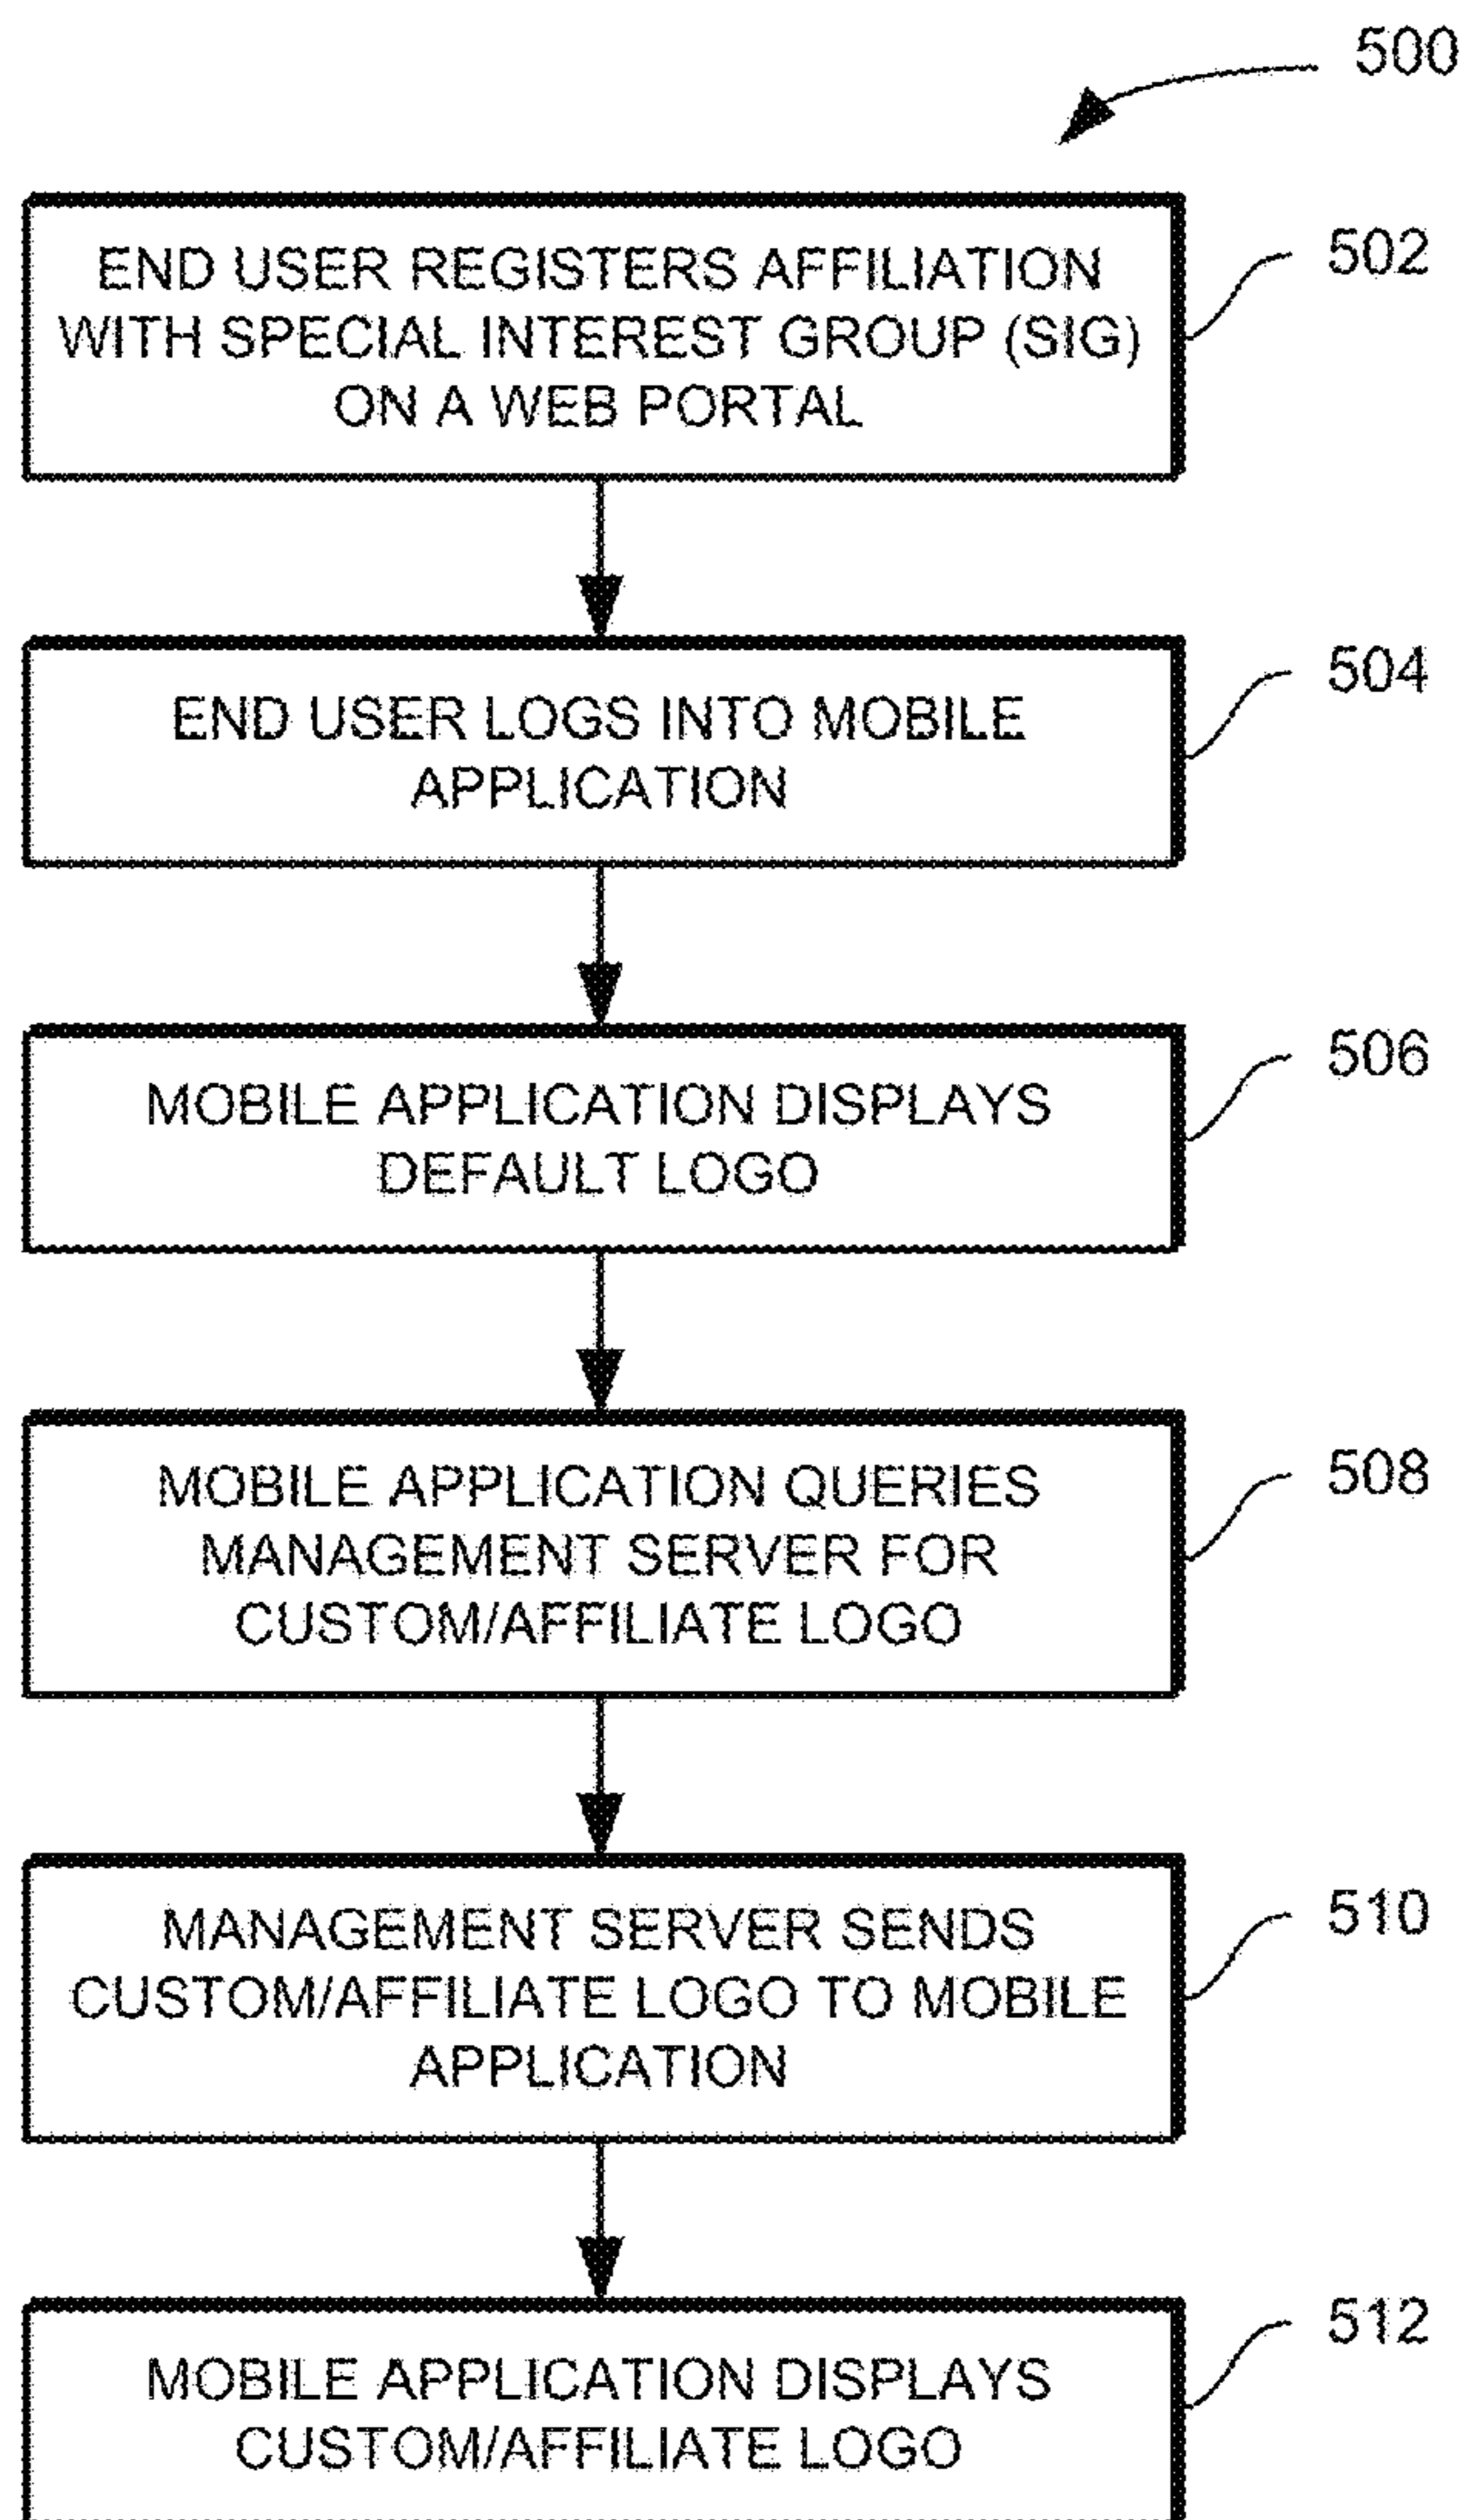 500
END USER REGISTERS AFFILIATION
WITH SPECIAL INTEREST GROUP (SIG)
ON A WEB PORTAL
502
END USER LOGS INTO MOBILE
APPLICATION
504
MOBILE APPLICATION DISPLAYS
DEFAULT LOGO
506
MOBILE APPLICATION QUERIES
MANAGEMENT SERVER FOR
CUSTOM/AFFILIATE LOGO
508
MANAGEMENT SERVER SENDS
CUSTOM/AFFILIATE LOGO TO MOBILE
APPLICATION
510
MOBILE APPLICATION DISPLAYS
CUSTOM/AFFILIATE LOGO
512